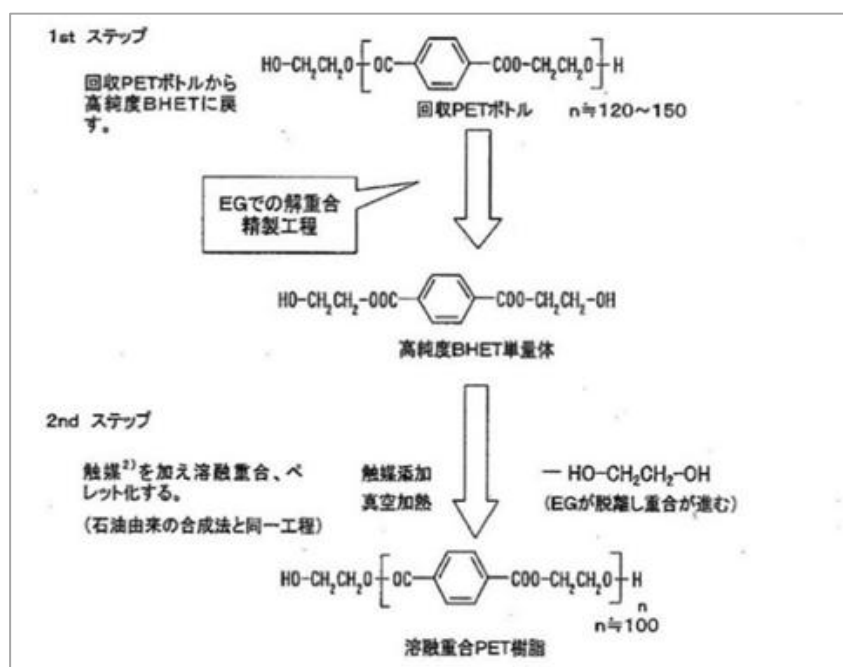 1st ステップ
HO-CH₂CH₂O[OC-COO-CH₂CH₂O]H
回収PETボトルから
高純度BHETに戻
す。
回収PETボトル n≒120～150
EGでの解重合
精製工程
HO-CH₂CH₂-OOC-COO-CH₂CH₂-OH
高純度BHET単量体
2nd ステップ
触媒²⁾を加え溶融重合、ペ
レット化する。
(石油由来の合成法と同一工程)
触媒添加
真空加熱
－HO-CH₂CH₂-OH
(EGが脱離し重合が進む)
HO-CH₂CH₂O[OC-COO-CH₂CH₂O]H
n
n≒100
溶融重合PET樹脂